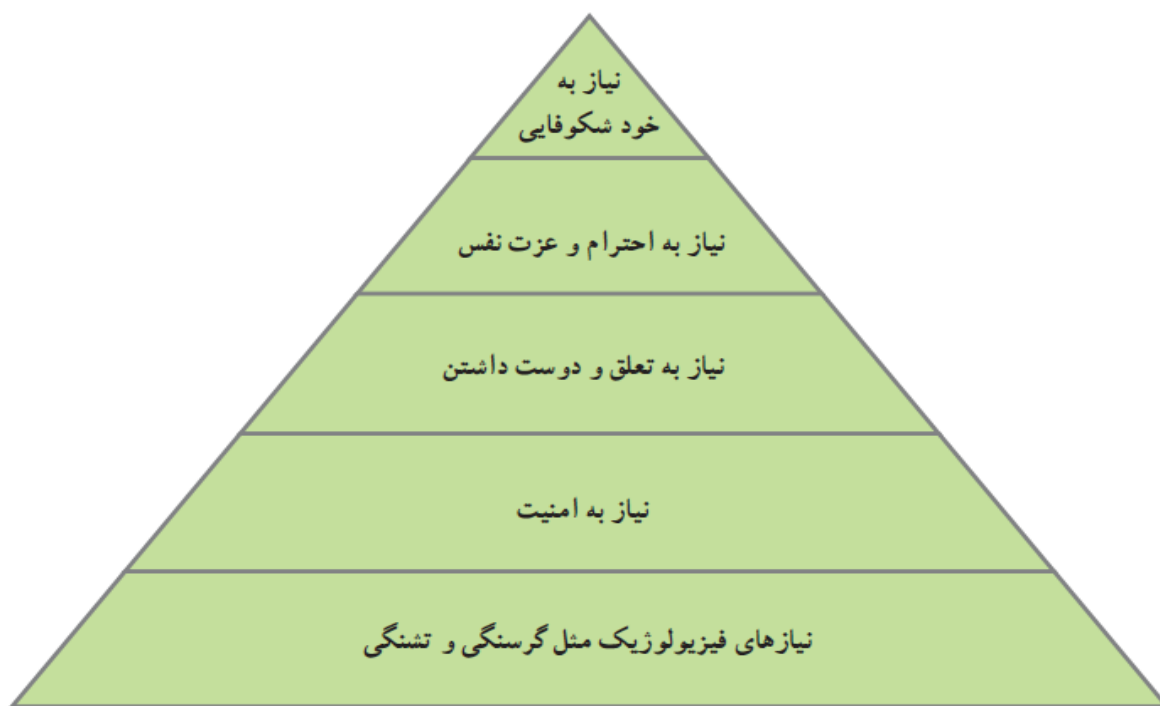 نیاز به
خود شکوفایی
نیاز به احترام و عزت نفس
نیاز به تعلق و دوست داشتن
نیاز به امنیت
نیازهای فیزیولوژیک مثل گرسنگی و تشنگی